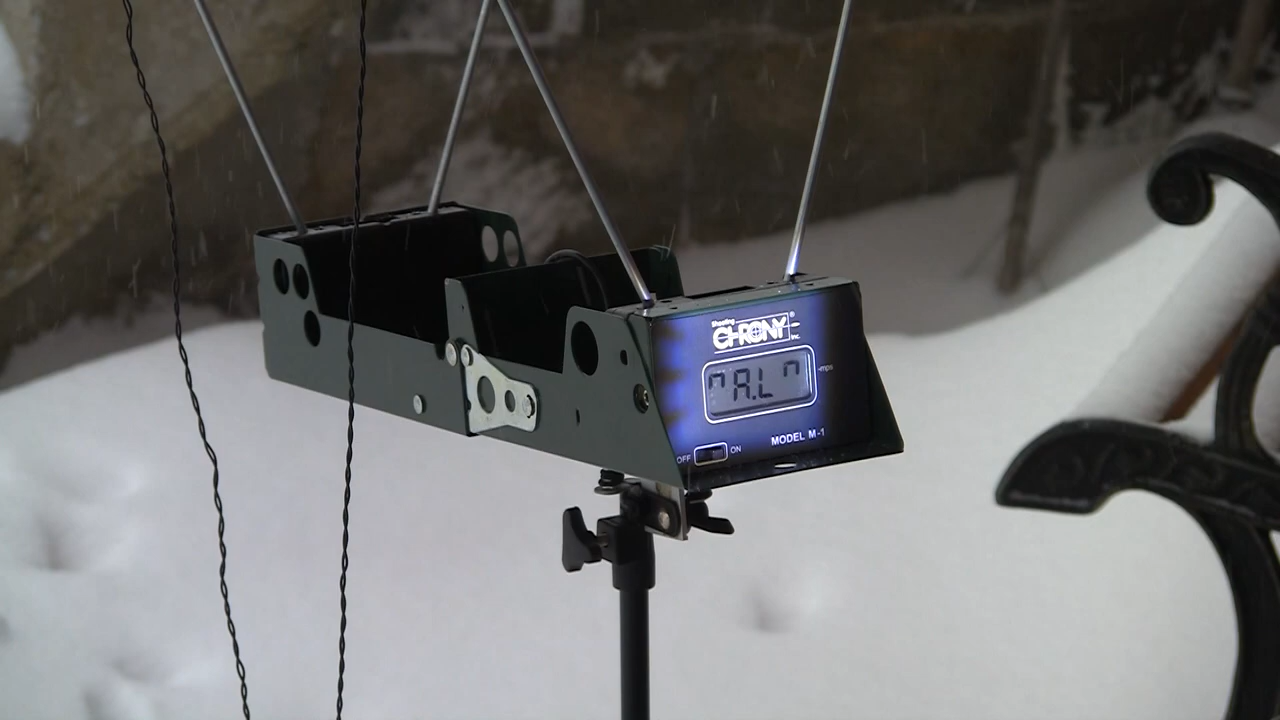 Shooting
CHRONY®
Inc.
A.L
-mps
OFF ON
MODEL M-1